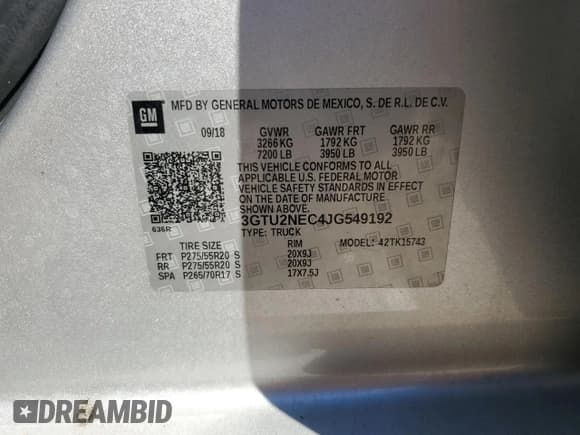 GM
MFD BY GENERAL MOTORS DE MEXICO, S. DE R.L. DE C.V.
09/18 GVWR GAWR FRT GAWR RR
3266 KG 1792 KG 1792 KG
7200 LB 3950 LB 3950 LB
THIS VEHICLE CONFORMS TO ALL
APPLICABLE U.S. FEDERAL MOTOR
VEHICLE SAFETY STANDARDS IN EFFECT
ON THE DATE OF MANUFACTURE
SHOWN ABOVE.
3GTU2NEC4JG549192
636R
TYPE: TRUCK
TIRE SIZE RIM MODEL: 42TK15743
FRT P275/55R20 S 20X9J
RR P275/55R20 S 20X9J
SPA P265/70R17 S 17X7.5J
DREAMBID